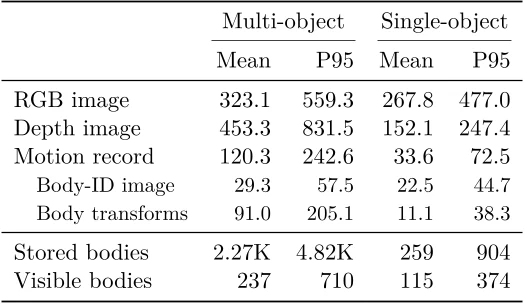 Multi-object Single-object
Mean P95 Mean P95
RGB image 323.1 559.3 267.8 477.0
Depth image 453.3 831.5 152.1 247.4
Motion record 120.3 242.6 33.6 72.5
Body-ID image 29.3 57.5 22.5 44.7
Body transforms 91.0 205.1 11.1 38.3
Stored bodies 2.27K 4.82K 259 904
Visible bodies 237 710 115 374